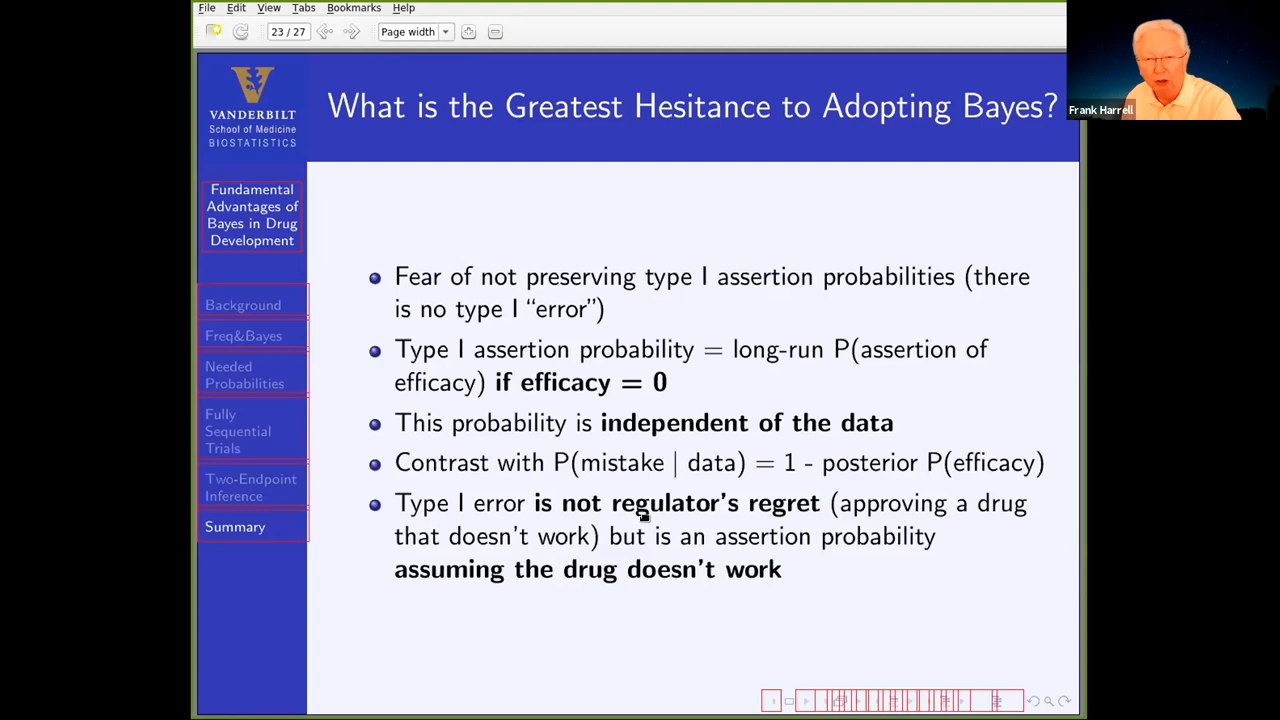 File Edit View Tabs Bookmarks Help
23 / 27 Page width
VANDERBILT
School of Medicine
BIOSTATISTICS
What is the Greatest Hesitance to Adopting Bayes?
Frank Harrell
Fundamental
Advantages of
Bayes in Drug
Development
Background
Freq&Bayes
Needed
Probabilities
Fully
Sequential
Trials
Two-Endpoint
Inference
Summary
Fear of not preserving type I assertion probabilities (there
is no type I “error”)
Type I assertion probability = long-run P(assertion of
efficacy) if efficacy = 0
This probability is independent of the data
Contrast with P(mistake | data) = 1 - posterior P(efficacy)
Type I error is not regulator's regret (approving a drug
that doesn't work) but is an assertion probability
assuming the drug doesn't work